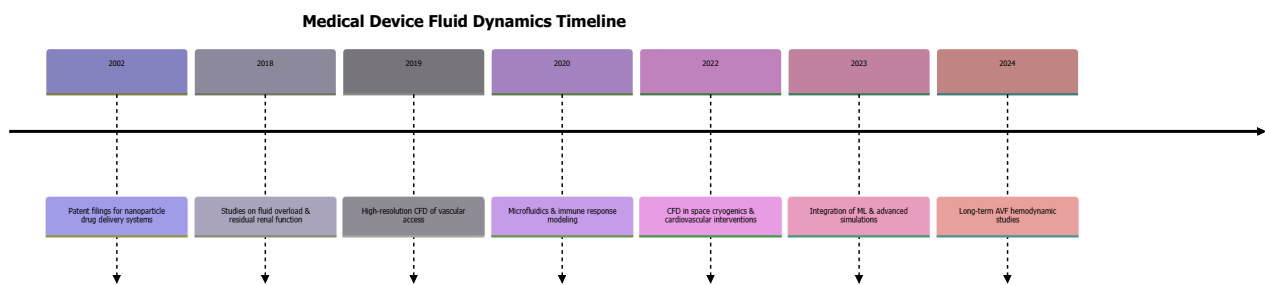 Medical Device Fluid Dynamics Timeline
2002
2018
2019
2020
2022
2023
2024
Patent filings for nanoparticle
drug delivery systems
Studies on fluid overload &
residual renal function
High-resolution CFD of vascular
access
Microfluidics & immune response
modeling
CFD in space cryogenics &
cardiovascular interventions
Integration of ML & advanced
simulations
Long-term AVF hemodynamic
studies